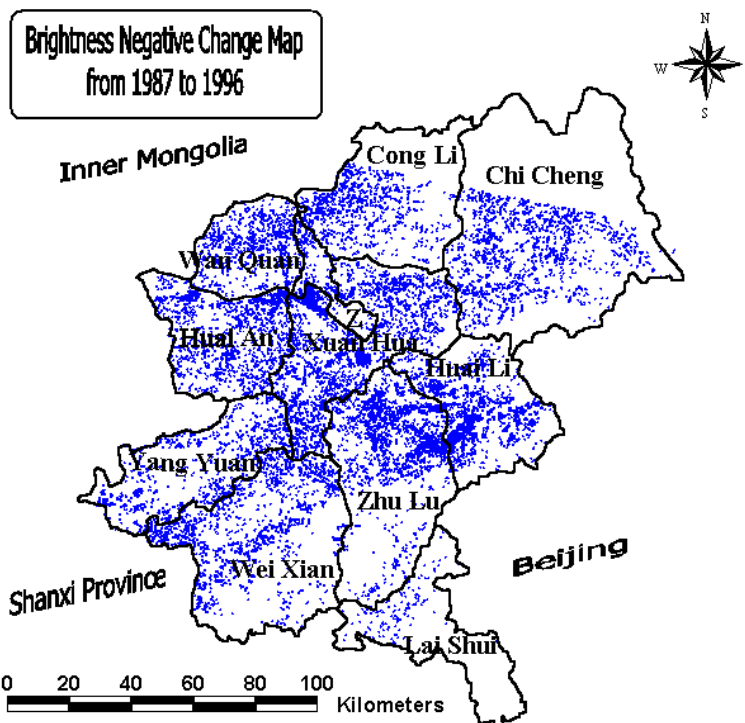 Brightness Negative Change Map
from 1987 to 1996
N
W
S
Inner Mongolia
Cong Li
Chi Cheng
Wan Quan
Z
Huai An
Xuan Hua
Huai Li
Yang Yuan
Zhu Lu
Beijing
Wei Xian
Shanxi Province
Lai Shui
0 20 40 60 80 100
Kilometers